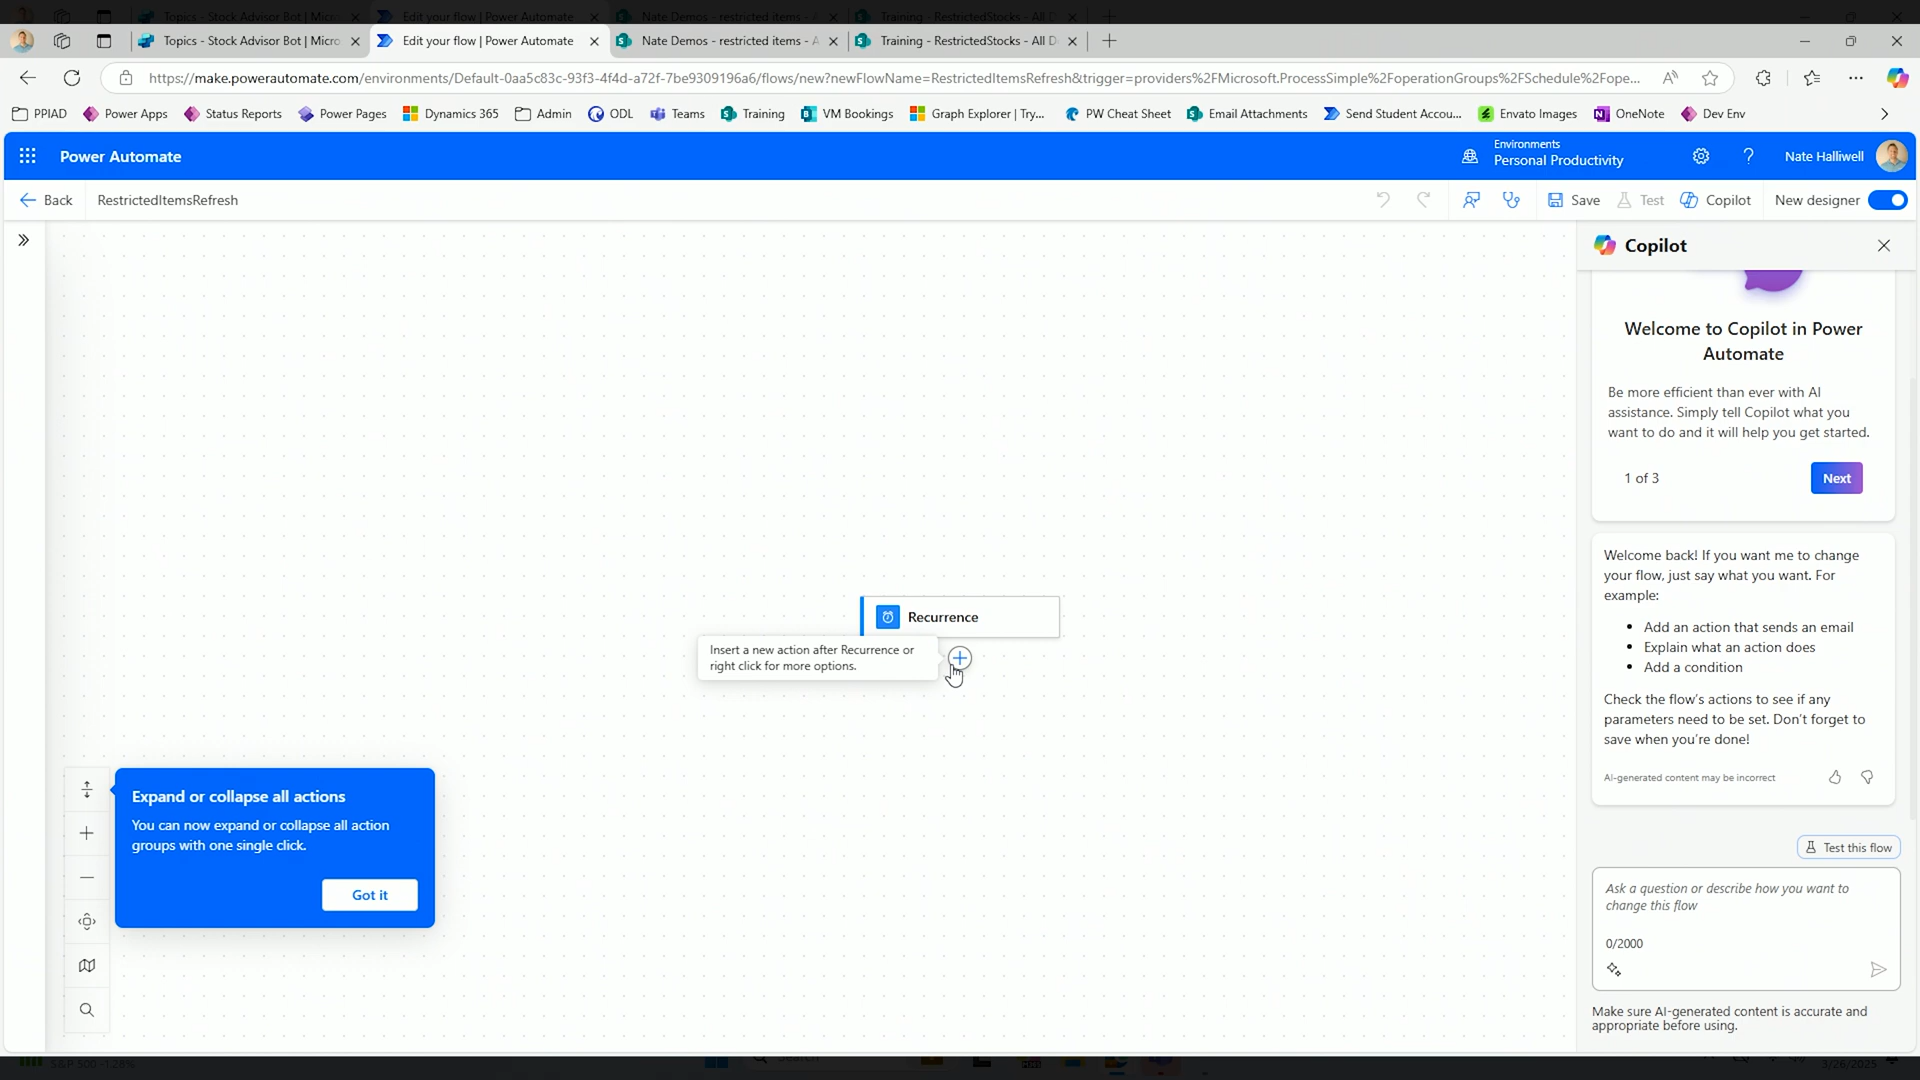 Topics - Stock Advisor Bot | Micro
Edit your flow | Power Automate
Nate Demos - restricted items - A
Training - RestrictedStocks - All D
https://make.powerautomate.com/environments/Default-0aa5c83c-93f3-4f4d-a72f-7be9309196a6/flows/new?newFlowName=RestrictedItemsRefresh&trigger=providers%2FMicrosoft.ProcessSimple%2FoperationGroups%2FSchedule%2Fope...
PPIAD
Power Apps
Status Reports
Power Pages
Dynamics 365
Admin
ODL
Teams
Training
VM Bookings
Graph Explorer | Try...
PW Cheat Sheet
Email Attachments
Send Student Accou...
Envato Images
OneNote
Dev Env
Power Automate
Environments
Personal Productivity
Nate Halliwell
Back
RestrictedItemsRefresh
Save
Test
Copilot
New designer
Recurrence
Insert a new action after Recurrence or
right click for more options.
Expand or collapse all actions
You can now expand or collapse all action
groups with one single click.
Got it
Copilot
Welcome to Copilot in Power
Automate
Be more efficient than ever with AI
assistance. Simply tell Copilot what you
want to do and it will help you get started.
1 of 3
Next
Welcome back! If you want me to change
your flow, just say what you want. For
example:
• Add an action that sends an email
• Explain what an action does
• Add a condition
Check the flow's actions to see if any
parameters need to be set. Don't forget to
save when you're done!
AI-generated content may be incorrect
Test this flow
Ask a question or describe how you want to
change this flow
0/2000
Make sure AI-generated content is accurate and
appropriate before using.
S&P 500 -1.26%
Search
3/26/2025